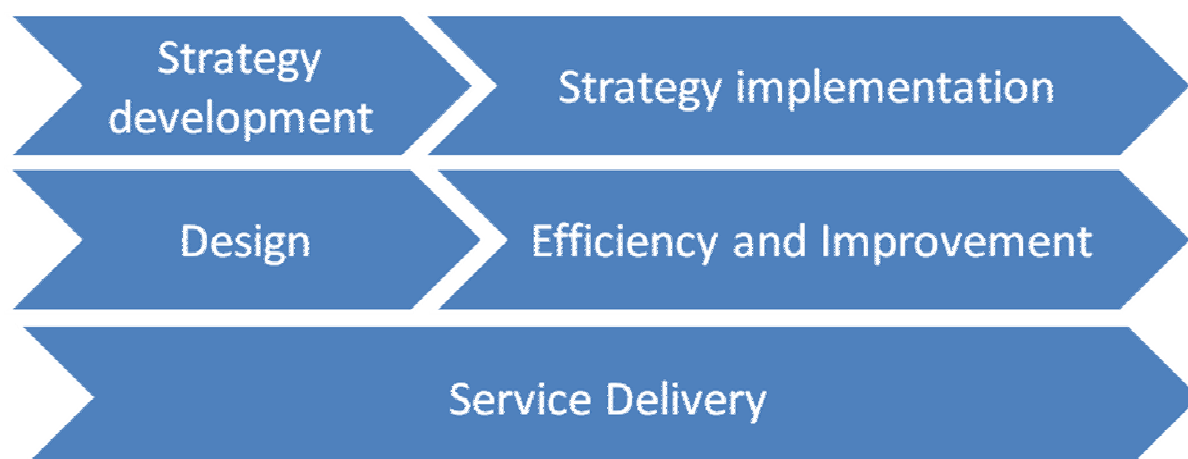 Strategy
development
Strategy implementation
Design
Efficiency and Improvement
Service Delivery